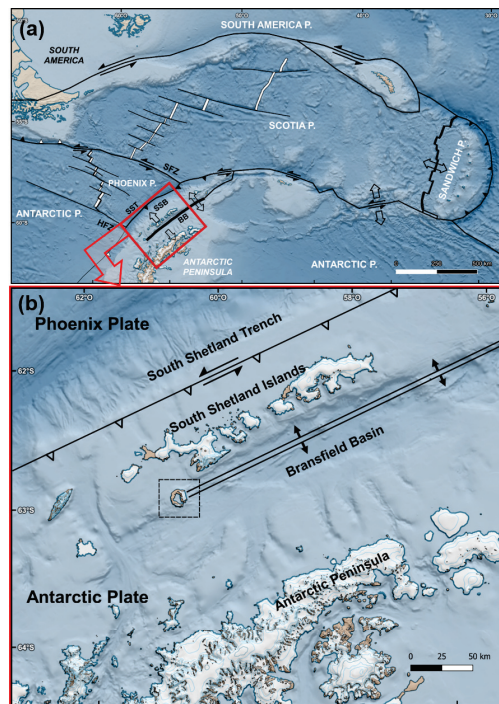 (a)
SOUTH AMERICA P.
SOUTH
AMERICA
SCOTIA P.
SANDWICH P.
SFZ
PHOENIX P.
ANTARCTIC P.
HFZ
SST
SSB
BB
ANTARCTIC
PENINSULA
ANTARCTIC P.
0 250 500 km
(b)
62°O 60°O 58°O 56°O
Phoenix Plate
South Shetland Trench
62°S
South Shetland Islands
Bransfield Basin
63°S
Antarctic Peninsula
Antarctic Plate
64°S
0 25 50 km